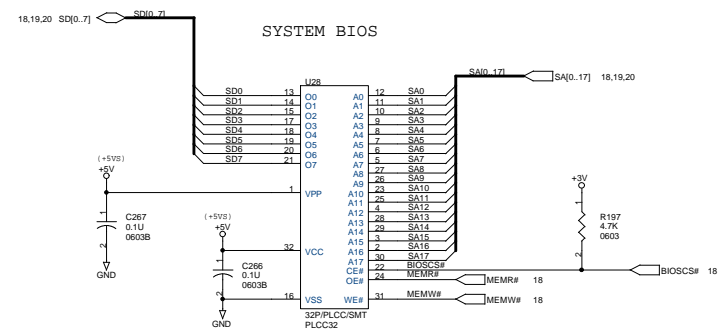 SYSTEM BIOS
18,19,20 SD[0..7]
SD[0..7]
SA[0..17]
SA[0..17] 18,19,20
U28
SD0 13 O0 A0 12 SA0
SD1 14 O1 A1 11 SA1
SD2 15 O2 A2 10 SA2
SD3 17 O3 A3 9 SA3
SD4 18 O4 A4 8 SA4
SD5 19 O5 A5 7 SA5
SD6 20 O6 A6 6 SA6
SD7 21 O7 A7 5 SA7
A8 27 SA8
A9 26 SA9
A10 23 SA10
A11 25 SA11
A12 4 SA12
A13 28 SA13
A14 29 SA14
A15 3 SA15
A16 2 SA16
A17 30 SA17
CE# 22 BIOSCS#
OE# 24 MEMR#
WE# 31 MEMW#
(+5VS)
+5V
1 VPP
1
C267
0.1U
0603B
2
GND
(+5VS)
+5V
32 VCC
1
C266
0.1U
0603B
2
GND
16 VSS
32P/PLCC/SMT
PLCC32
+3V
1
R197
4.7K
0603
2
BIOSCS# 18
MEMR# 18
MEMW# 18